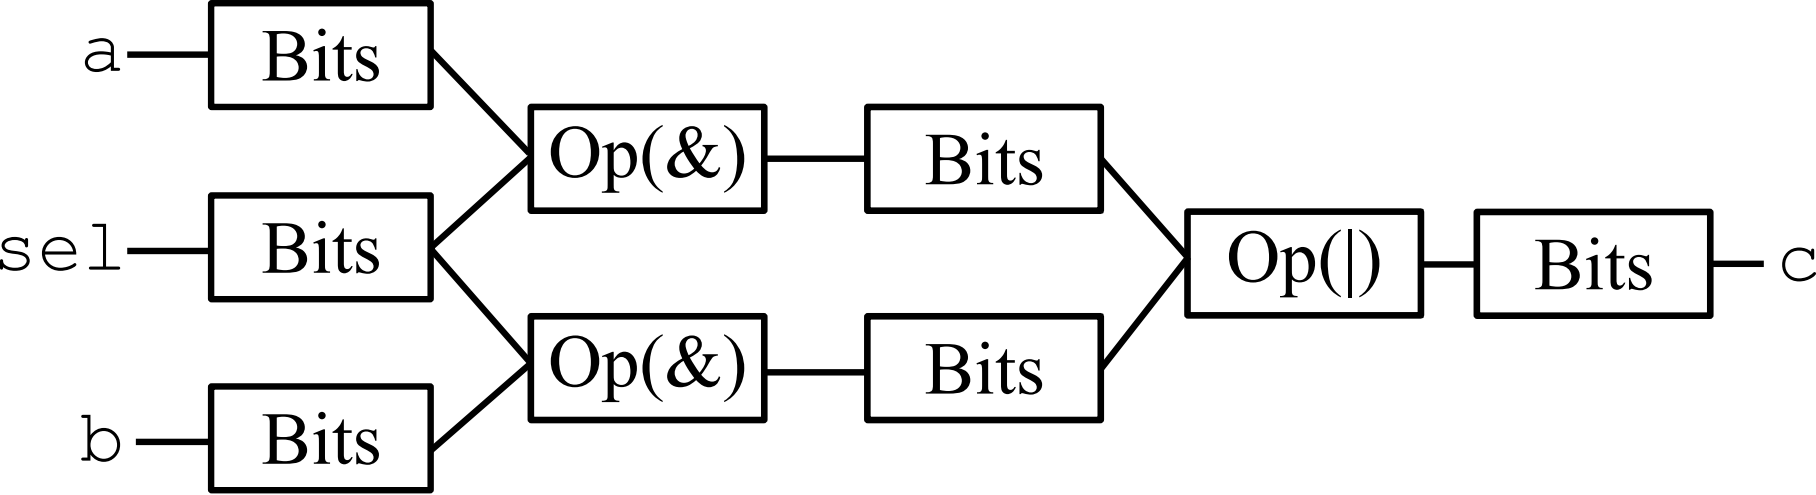 a
Bits
sel
Bits
b
Bits
Op(&)
Bits
Op(&)
Bits
Op(|)
Bits
c